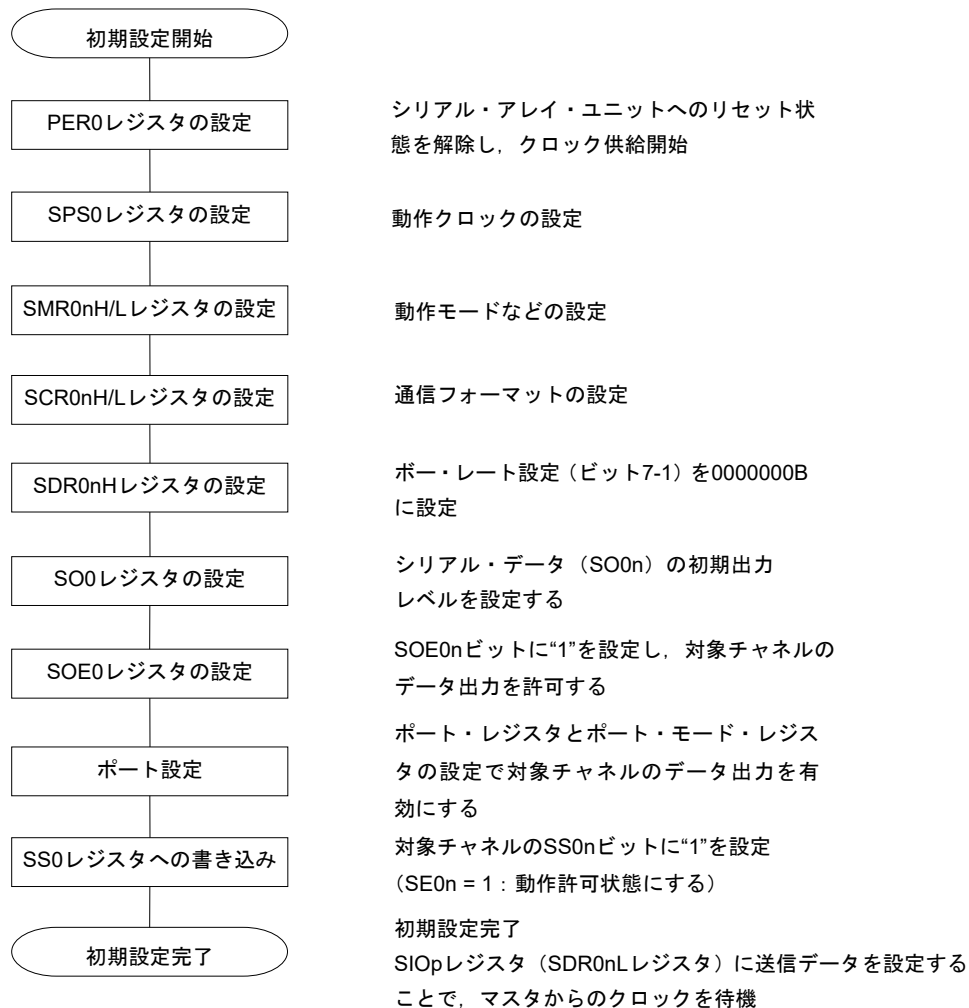 初期設定開始
PER0レジスタの設定
シリアル・アレイ・ユニットへのリセット状
態を解除し，クロック供給開始
SPS0レジスタの設定
動作クロックの設定
SMR0nH/Lレジスタの設定
動作モードなどの設定
SCR0nH/Lレジスタの設定
通信フォーマットの設定
SDR0nHレジスタの設定
ボー・レート設定（ビット7-1）を0000000B
に設定
SO0レジスタの設定
シリアル・データ（SO0n）の初期出力
レベルを設定する
SOE0レジスタの設定
SOE0nビットに“1”を設定し，対象チャネルの
データ出力を許可する
ポート設定
ポート・レジスタとポート・モード・レジス
タの設定で対象チャネルのデータ出力を有
効にする
SS0レジスタへの書き込み
対象チャネルのSS0nビットに“1”を設定
（SE0n = 1：動作許可状態にする）
初期設定完了
初期設定完了
SIOpレジスタ（SDR0nLレジスタ）に送信データを設定する
ことで，マスタからのクロックを待機